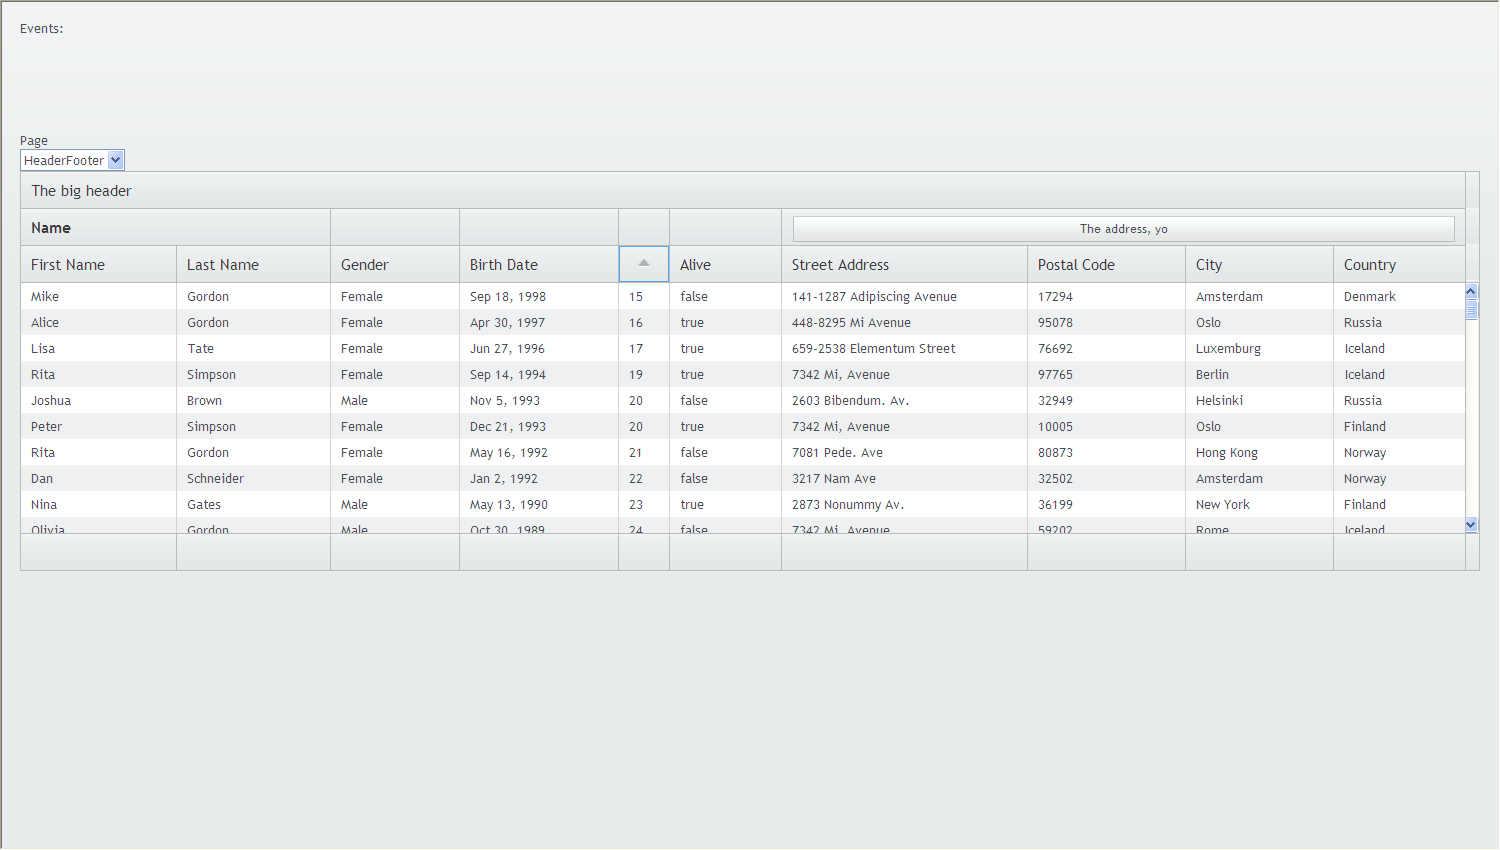 Events:
Page
HeaderFooter
The big header
Name The address, yo
First Name Last Name Gender Birth Date Alive Street Address Postal Code City Country
Mike Gordon Female Sep 18, 1998 15 false 141-1287 Adipiscing Avenue 17294 Amsterdam Denmark
Alice Gordon Female Apr 30, 1997 16 true 448-8295 Mi Avenue 95078 Oslo Russia
Lisa Tate Female Jun 27, 1996 17 true 659-2538 Elementum Street 76692 Luxemburg Iceland
Rita Simpson Female Sep 14, 1994 19 true 7342 Mi, Avenue 97765 Berlin Iceland
Joshua Brown Male Nov 5, 1993 20 false 2603 Bibendum. Av. 32949 Helsinki Russia
Peter Simpson Female Dec 21, 1993 20 true 7342 Mi, Avenue 10005 Oslo Finland
Rita Gordon Female May 16, 1992 21 false 7081 Pede. Ave 80873 Hong Kong Norway
Dan Schneider Female Jan 2, 1992 22 false 3217 Nam Ave 32502 Amsterdam Norway
Nina Gates Male May 13, 1990 23 true 2873 Nonummy Av. 36199 New York Finland
Olivia Gordon Male Oct 30, 1989 24 false 7342 Mi, Avenue 59202 Rome Iceland